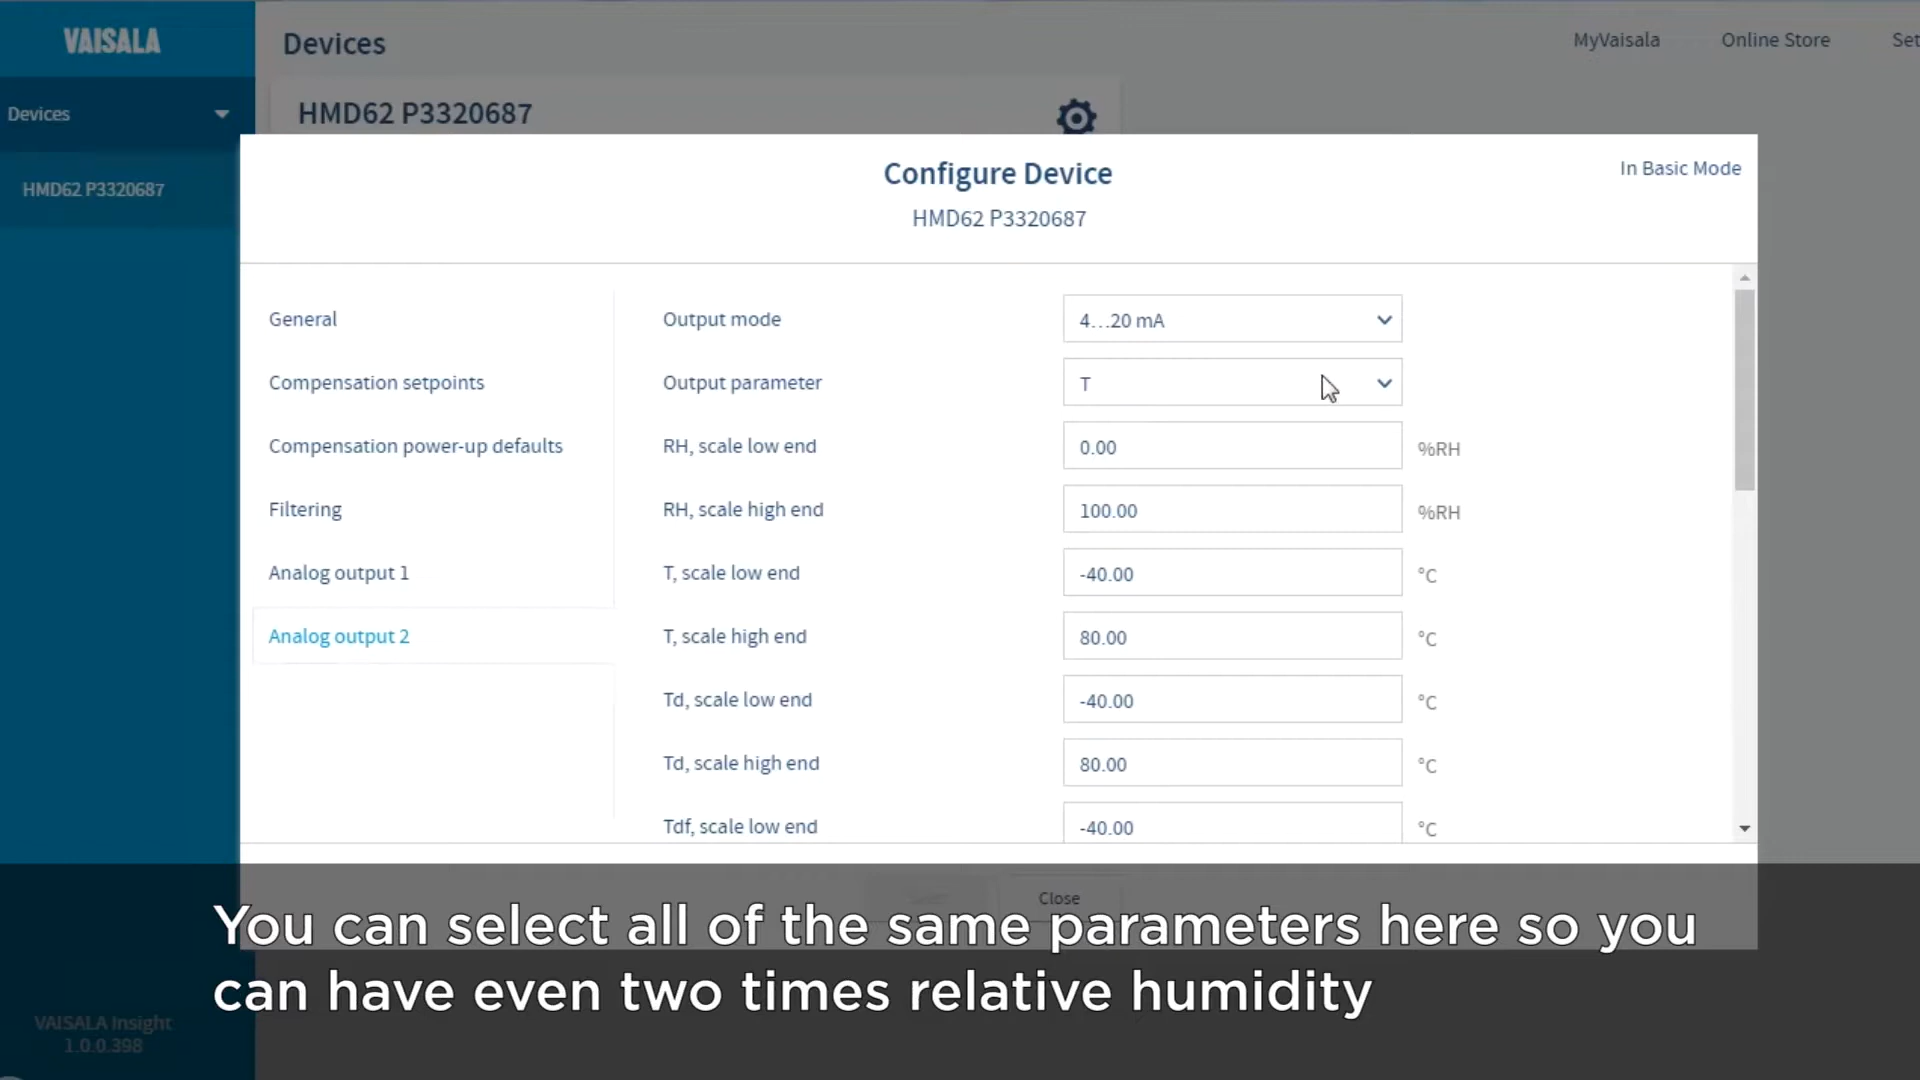 VAISALA
Devices
MyVaisala
Online Store
Set
Devices
HMD62 P3320687
HMD62 P3320687
Configure Device
In Basic Mode
HMD62 P3320687
General
Compensation setpoints
Compensation power-up defaults
Filtering
Analog output 1
Analog output 2
Output mode
4...20 mA
Output parameter
T
RH, scale low end
0.00
%RH
RH, scale high end
100.00
%RH
T, scale low end
-40.00
°C
T, scale high end
80.00
°C
Td, scale low end
-40.00
°C
Td, scale high end
80.00
°C
Tdf, scale low end
-40.00
°C
Close
You can select all of the same parameters here so you
can have even two times relative humidity
VAISALA Insight
1.0.0.398